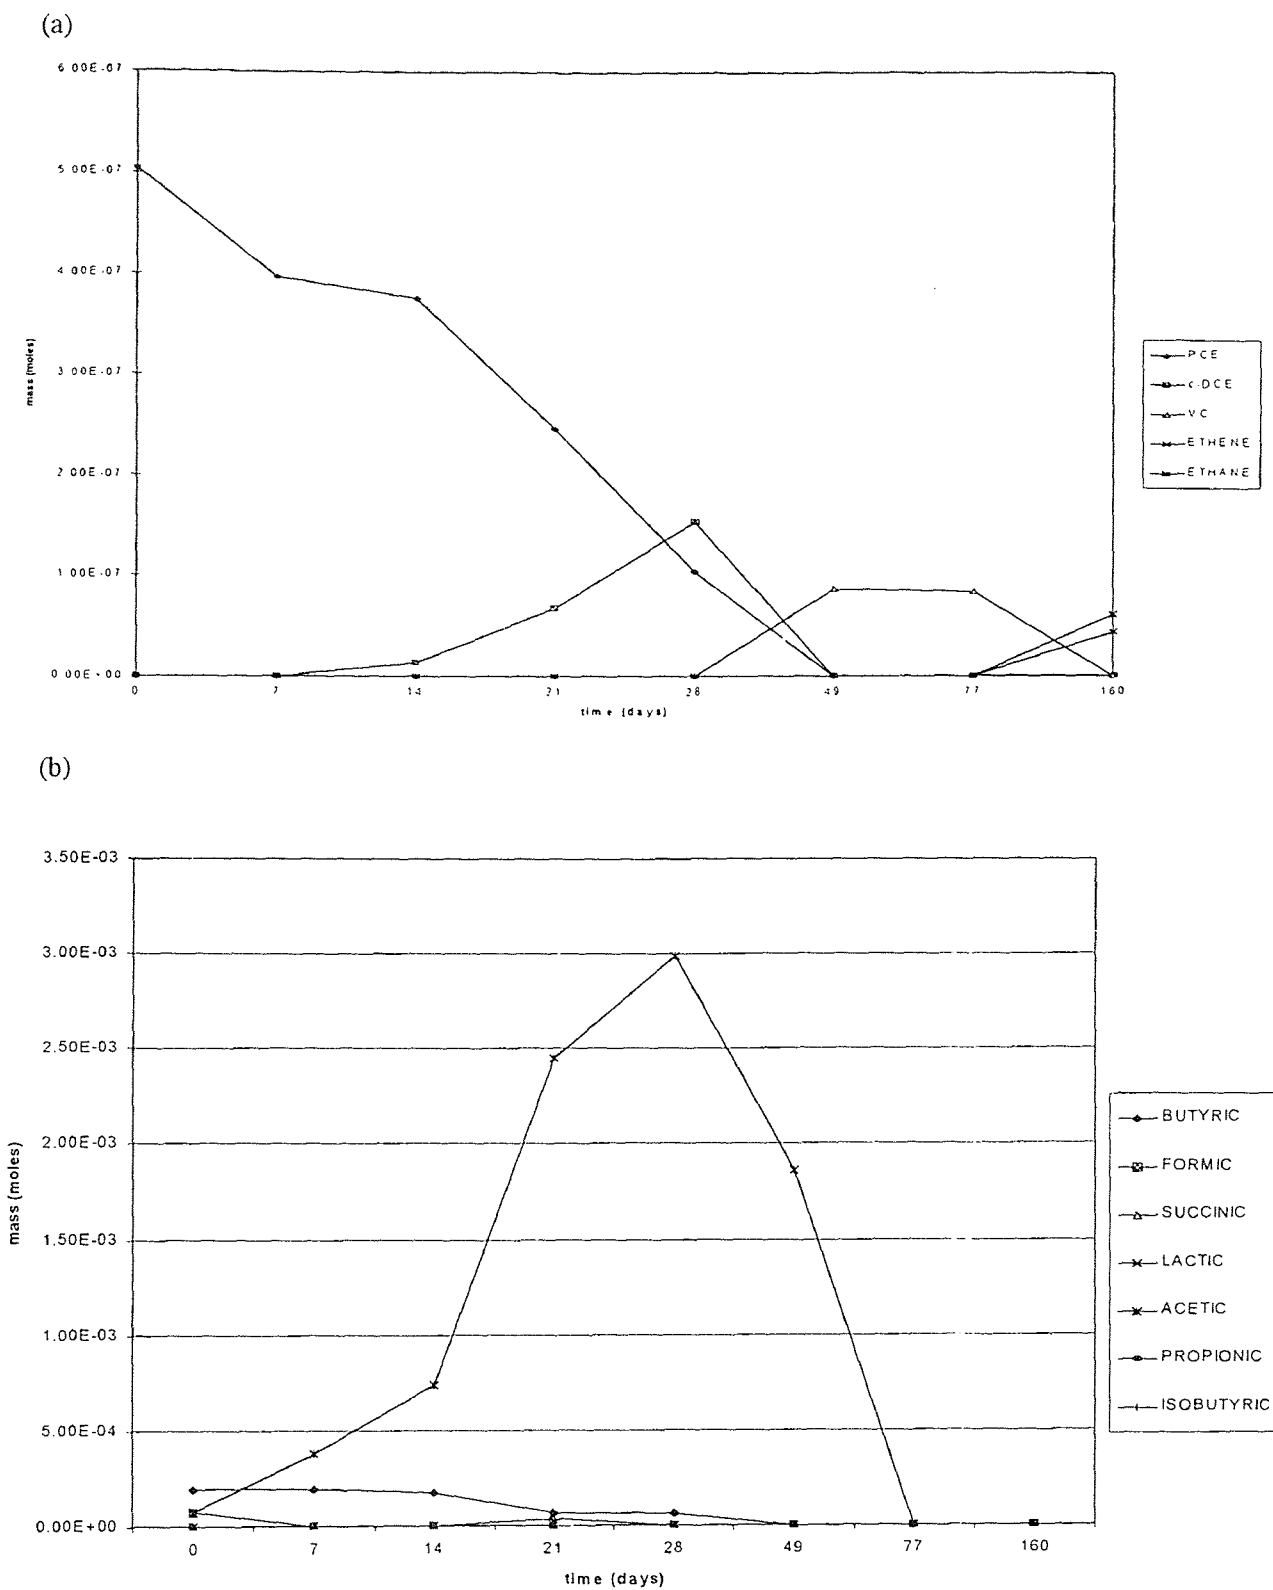 (a)
6 00E-07
5 00E-07
4 00E-07
3 00E-07
2 00E-07
1 00E-07
0 00E+00
mass (moles)
0 7 14 21 28 49 77 160
time (days)
PCE
c-DCE
VC
ETHENE
ETHANE
(b)
3.50E-03
3.00E-03
2.50E-03
2.00E-03
1.50E-03
1.00E-03
5.00E-04
0.00E+00
mass (moles)
0 7 14 21 28 49 77 160
time (days)
BUTYRIC
FORMIC
SUCCINIC
LACTIC
ACETIC
PROPIONIC
ISOBUTYRIC